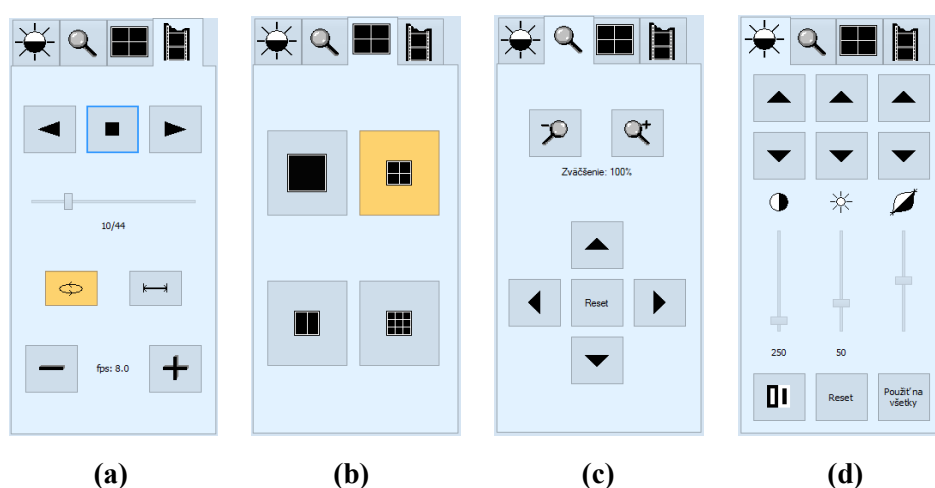 10/44
fps: 8.0
(a)
(b)
Zväčšenie: 100%
Reset
(c)
250
50
Reset
Použiť na
všetky
(d)